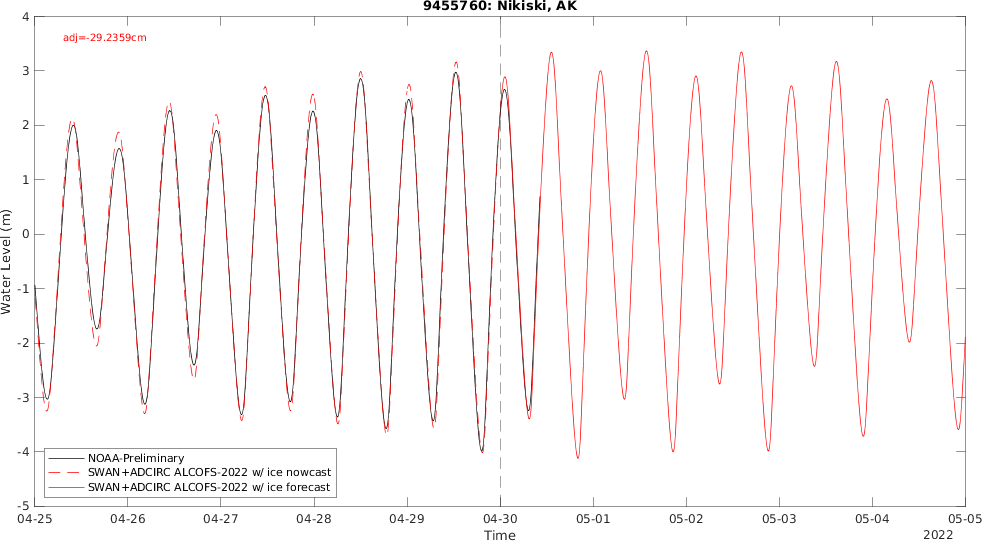 9455760: Nikiski, AK
adj=-29.2359cm
4
3
2
1
0
-1
-2
-3
-4
-5
Water Level (m)
NOAA-Preliminary
SWAN+ADCIRC ALCOFS-2022 w/ ice nowcast
SWAN+ADCIRC ALCOFS-2022 w/ ice forecast
04-25 04-26 04-27 04-28 04-29 04-30 05-01 05-02 05-03 05-04 05-05
Time
2022